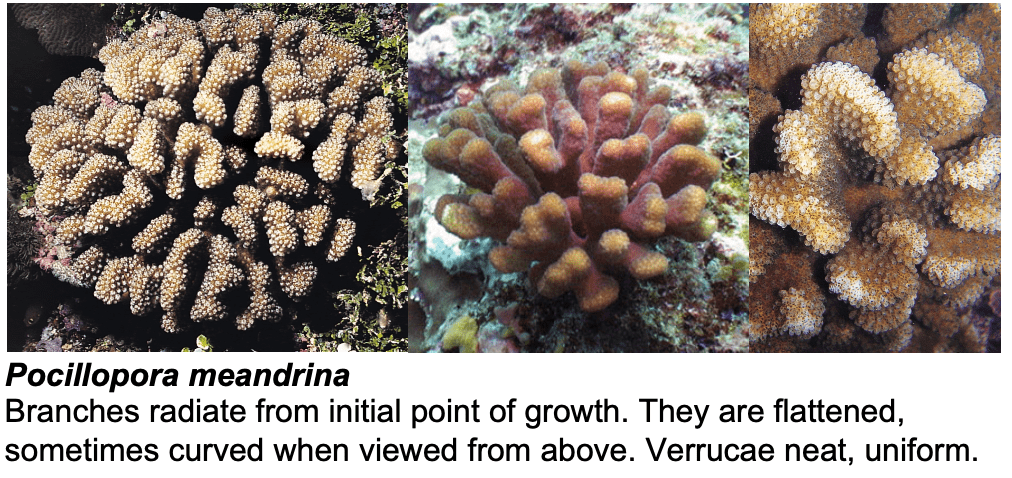 Pocillopora meandrina
Branches radiate from initial point of growth. They are flattened,
sometimes curved when viewed from above. Verrucae neat, uniform.